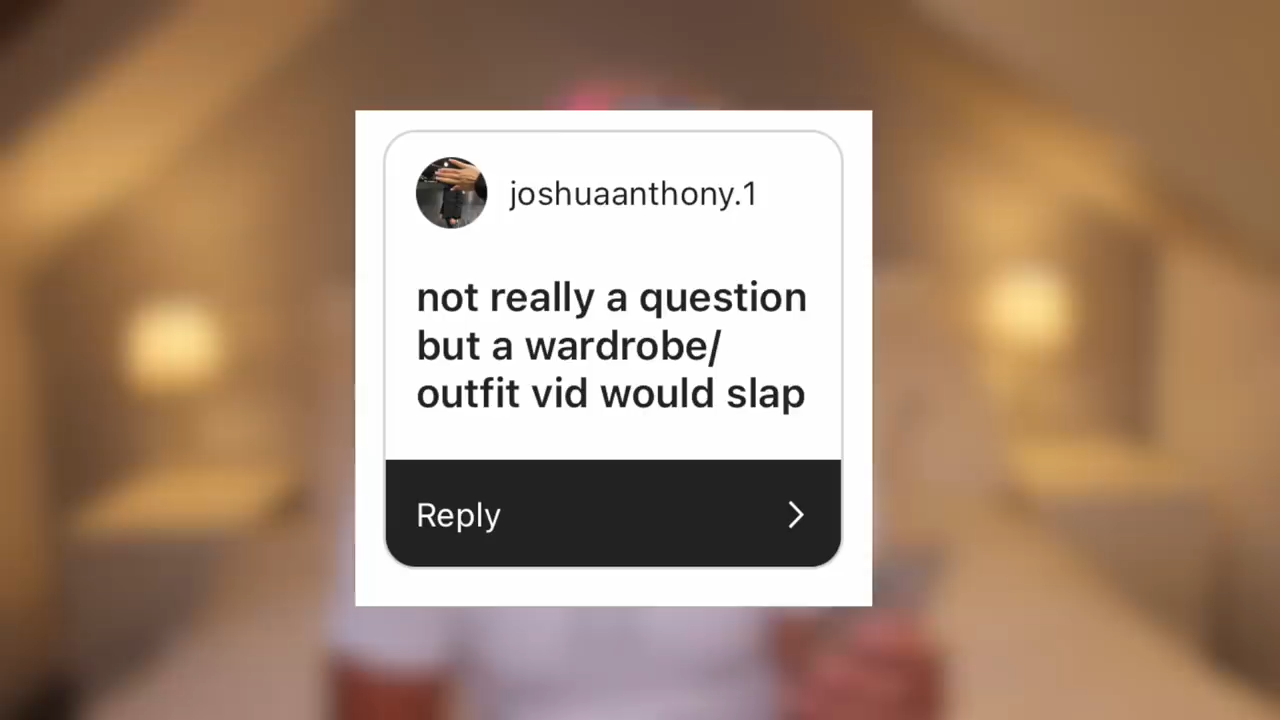 joshuaanthony.1
not really a question
but a wardrobe/
outfit vid would slap
Reply